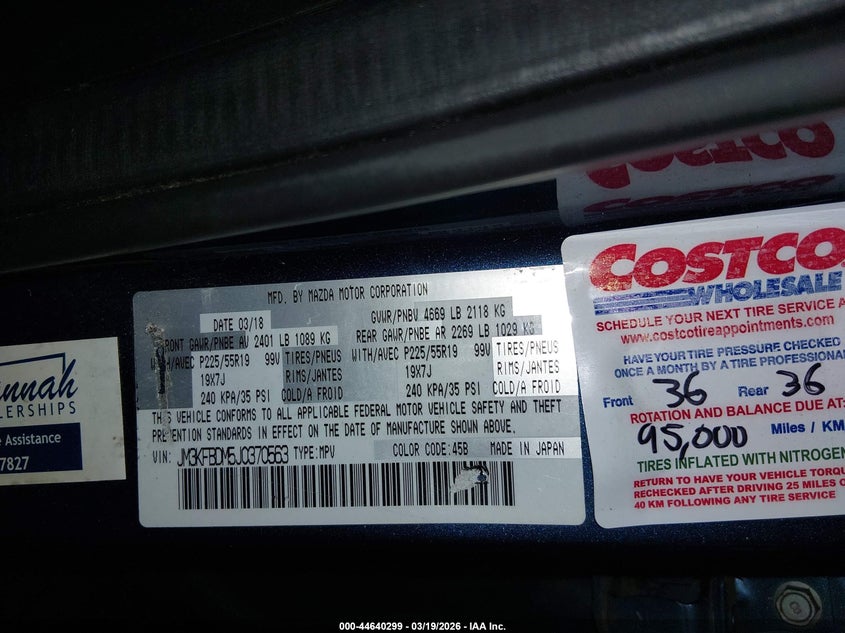 COSTCO
COSTCO
MFD. BY MAZDA MOTOR CORPORATION
DATE 03/18
GVWR/PNBV 4669 LB 2118 KG
FRONT GAWR/PNBE AV 2401 LB 1089 KG
REAR GAWR/PNBE AR 2269 LB 1029 KG
WITH/AVEC P225/55R19 99V TIRES/PNEUS
WITH/AVEC P225/55R19 99V TIRES/PNEUS
19X7J RIMS/JANTES
19X7J RIMS/JANTES
240 KPA/35 PSI COLD/A FROID
240 KPA/35 PSI COLD/A FROID
THIS VEHICLE CONFORMS TO ALL APPLICABLE FEDERAL MOTOR VEHICLE SAFETY AND THEFT
PREVENTION STANDARDS IN EFFECT ON THE DATE OF MANUFACTURE SHOWN ABOVE.
VIN: JM3KFBDM5J0370563 TYPE:MPV COLOR CODE:45B MADE IN JAPAN
nnah
ALERSHIPS
e Assistance
7827
COSTCO
WHOLESALE
SCHEDULE YOUR NEXT TIRE SERVICE A
www.costcotireappointments.com
HAVE YOUR TIRE PRESSURE CHECKED
ONCE A MONTH BY A TIRE PROFESSIONAL
Front 36 Rear 36
ROTATION AND BALANCE DUE AT:
95,000 Miles / KM
TIRES INFLATED WITH NITROGEN
RETURN TO HAVE YOUR VEHICLE TORQU
RECHECKED AFTER DRIVING 25 MILES O
40 KM FOLLOWING ANY TIRE SERVICE
000-44640299 - 03/19/2026 - IAA Inc.